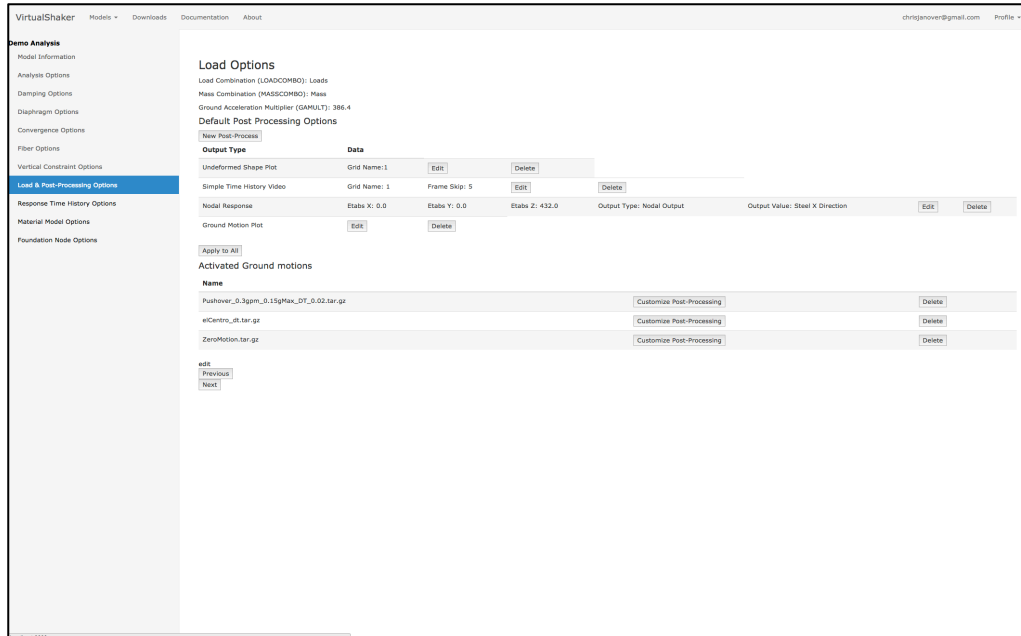 VirtualShaker Models Downloads Documentation About chrisjanover@gmail.com Profile
Demo Analysis
Model Information
Analysis Options
Damping Options
Diaphragm Options
Convergence Options
Fiber Options
Vertical Constraint Options
Load & Post-Processing Options
Response Time History Options
Material Model Options
Foundation Node Options
Load Options
Load Combination (LOADCOMBO): Loads
Mass Combination (MASSCOMBO): Mass
Ground Acceleration Multiplier (GAMULT): 386.4
Default Post Processing Options
New Post-Process
Output Type Data
Undeformed Shape Plot Grid Name:1 Edit Delete
Simple Time History Video Grid Name: 1 Frame Skip: 5 Edit Delete
Nodal Response Etabs X: 0.0 Etabs Y: 0.0 Etabs Z: 432.0 Output Type: Nodal Output Output Value: Steel X Direction Edit Delete
Ground Motion Plot Edit Delete
Apply to All
Activated Ground motions
Name
Pushover_0.3gpm_0.15gMax_DT_0.02.tar.gz Customize Post-Processing Delete
elCentro_dt.tar.gz Customize Post-Processing Delete
ZeroMotion.tar.gz Customize Post-Processing Delete
edit
Previous
Next